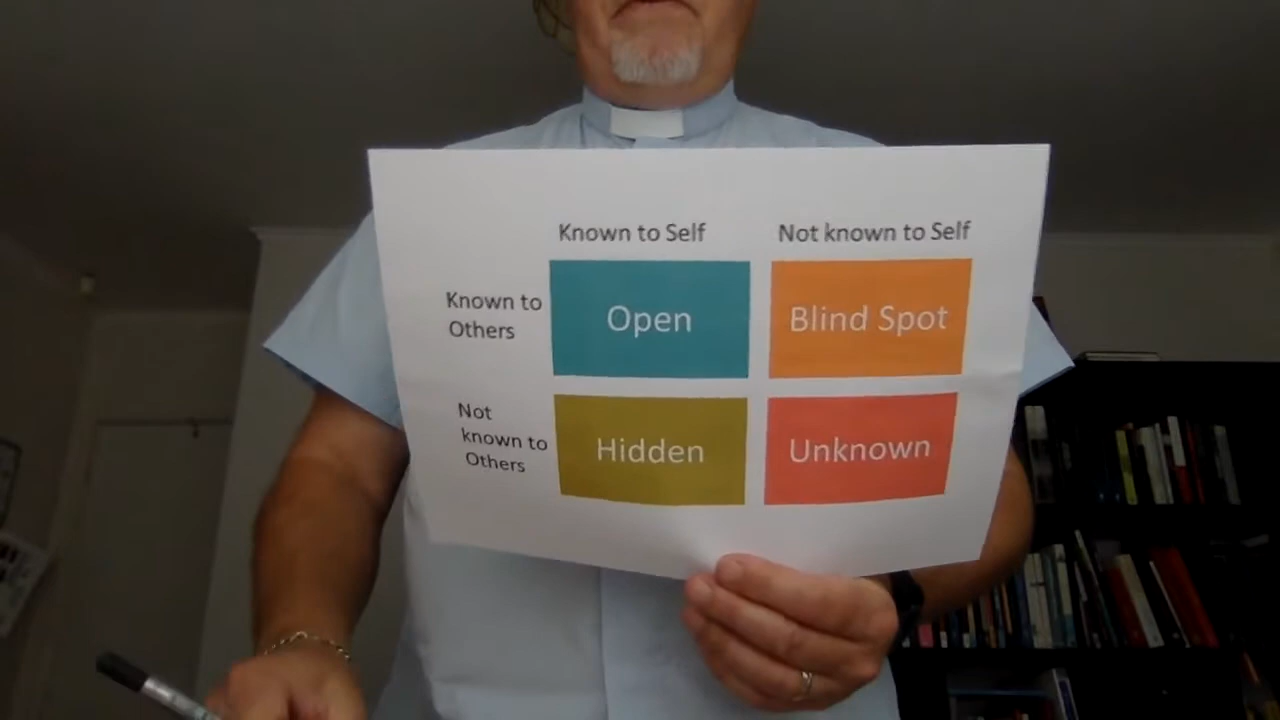 Known to Self
Not known to Self
Known to
Others
Open
Blind Spot
Not
known to
Others
Hidden
Unknown